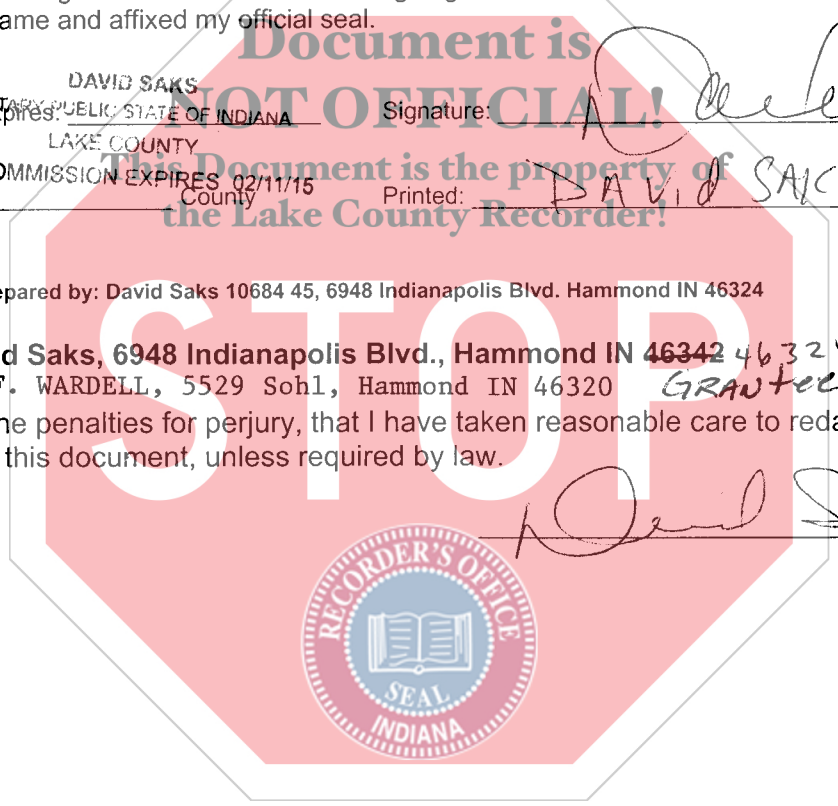 ame and affixed my official seal.
Document is
DAVID SAKS
NOT OFFICIAL!
pires: TARY PUBLIC STATE OF INDIANA Signature:
LAKE COUNTY
This Document is the property of
OMMISSION EXPIRES 02/11/15
County Printed: DAVid SAK
the Lake County Recorder!
epared by: David Saks 10684 45, 6948 Indianapolis Blvd. Hammond IN 46324
STOP
d Saks, 6948 Indianapolis Blvd., Hammond IN 46342 46324
F. WARDELL, 5529 Sohl, Hammond IN 46320 GRANtee
he penalties for perjury, that I have taken reasonable care to reda
this document, unless required by law.
RECORDER'S OFFICE
SEAL
INDIANA